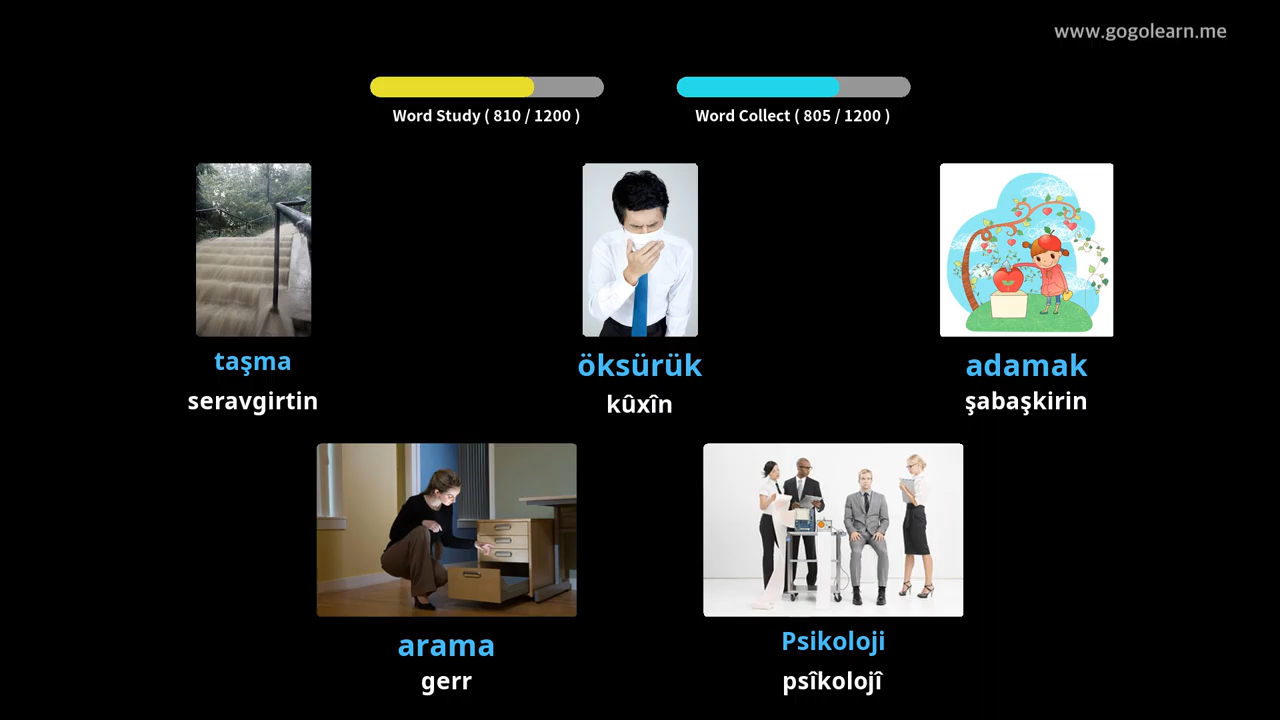 www.gogolearn.me
Word Study ( 810 / 1200 )
Word Collect ( 805 / 1200 )
taşma
seravgirtin
öksürük
kûxîn
adamak
şabaşkirin
arama
gerr
Psikoloji
psîkolojî